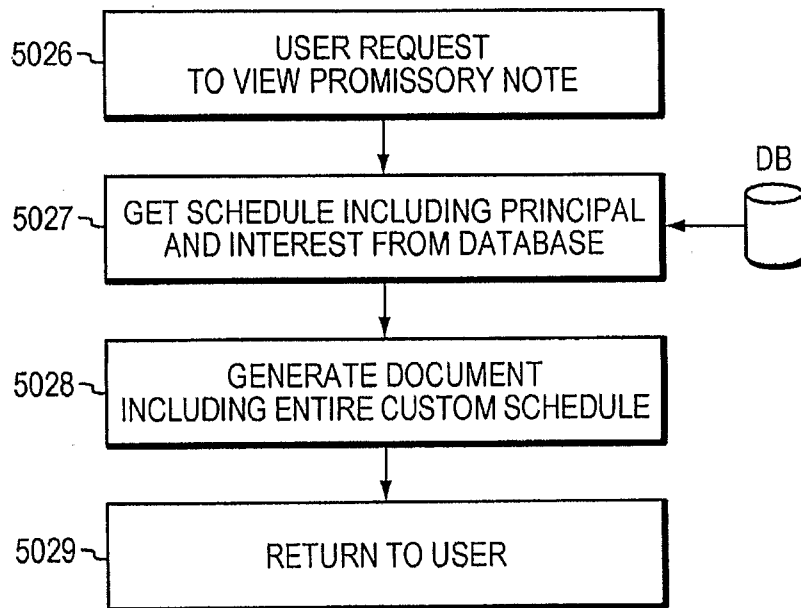 5026
USER REQUEST
TO VIEW PROMISSORY NOTE
DB
5027
GET SCHEDULE INCLUDING PRINCIPAL
AND INTEREST FROM DATABASE
5028
GENERATE DOCUMENT
INCLUDING ENTIRE CUSTOM SCHEDULE
5029
RETURN TO USER